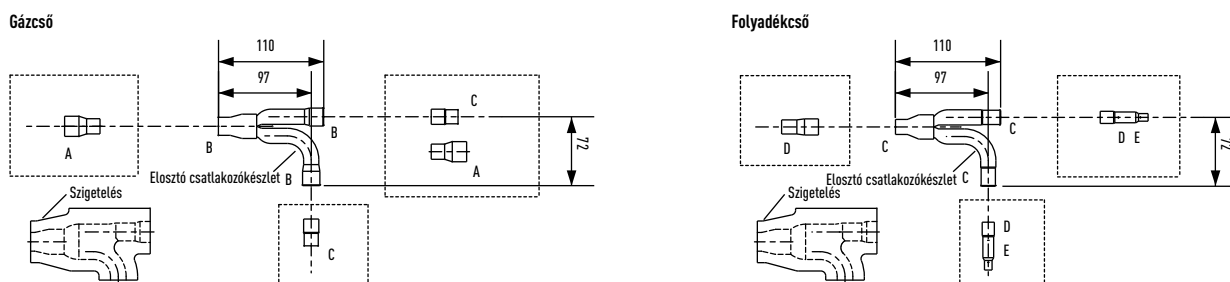 Gázcső
110
97
A
B
B
C
A
72
Elosztó csatlakozókészlet
B
Szigetelés
C
Folyadékcső
110
97
D
C
C
D E
72
Elosztó csatlakozókészlet
C
Szigetelés
D
E